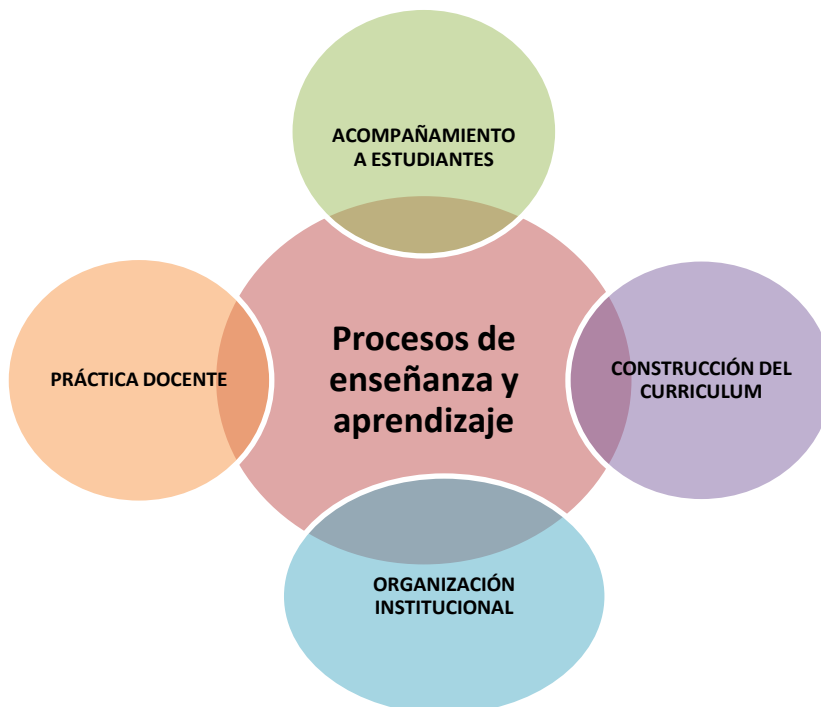 ACOMPAÑAMIENTO
A ESTUDIANTES
Procesos de
enseñanza y
aprendizaje
PRÁCTICA DOCENTE
CONSTRUCCIÓN DEL
CURRICULUM
ORGANIZACIÓN
INSTITUCIONAL